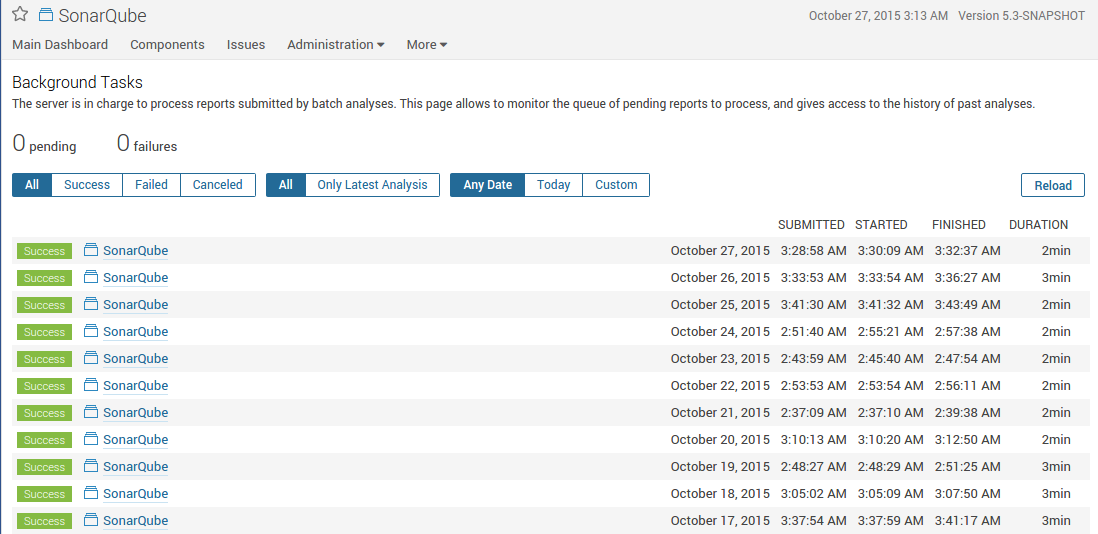 SonarQube October 27, 2015 3:13 AM Version 5.3-SNAPSHOT
Main Dashboard Components Issues Administration More
Background Tasks
The server is in charge to process reports submitted by batch analyses. This page allows to monitor the queue of pending reports to process, and gives access to the history of past analyses.
0 pending 0 failures
All Success Failed Canceled All Only Latest Analysis Any Date Today Custom Reload
SUBMITTED STARTED FINISHED DURATION
Success SonarQube October 27, 2015 3:28:58 AM 3:30:09 AM 3:32:37 AM 2min
Success SonarQube October 26, 2015 3:33:53 AM 3:33:54 AM 3:36:27 AM 3min
Success SonarQube October 25, 2015 3:41:30 AM 3:41:32 AM 3:43:49 AM 2min
Success SonarQube October 24, 2015 2:51:40 AM 2:55:21 AM 2:57:38 AM 2min
Success SonarQube October 23, 2015 2:43:59 AM 2:45:40 AM 2:47:54 AM 2min
Success SonarQube October 22, 2015 2:53:53 AM 2:53:54 AM 2:56:11 AM 2min
Success SonarQube October 21, 2015 2:37:09 AM 2:37:10 AM 2:39:38 AM 2min
Success SonarQube October 20, 2015 3:10:13 AM 3:10:20 AM 3:12:50 AM 2min
Success SonarQube October 19, 2015 2:48:27 AM 2:48:29 AM 2:51:25 AM 3min
Success SonarQube October 18, 2015 3:05:02 AM 3:05:09 AM 3:07:50 AM 3min
Success SonarQube October 17, 2015 3:37:54 AM 3:37:59 AM 3:41:17 AM 3min